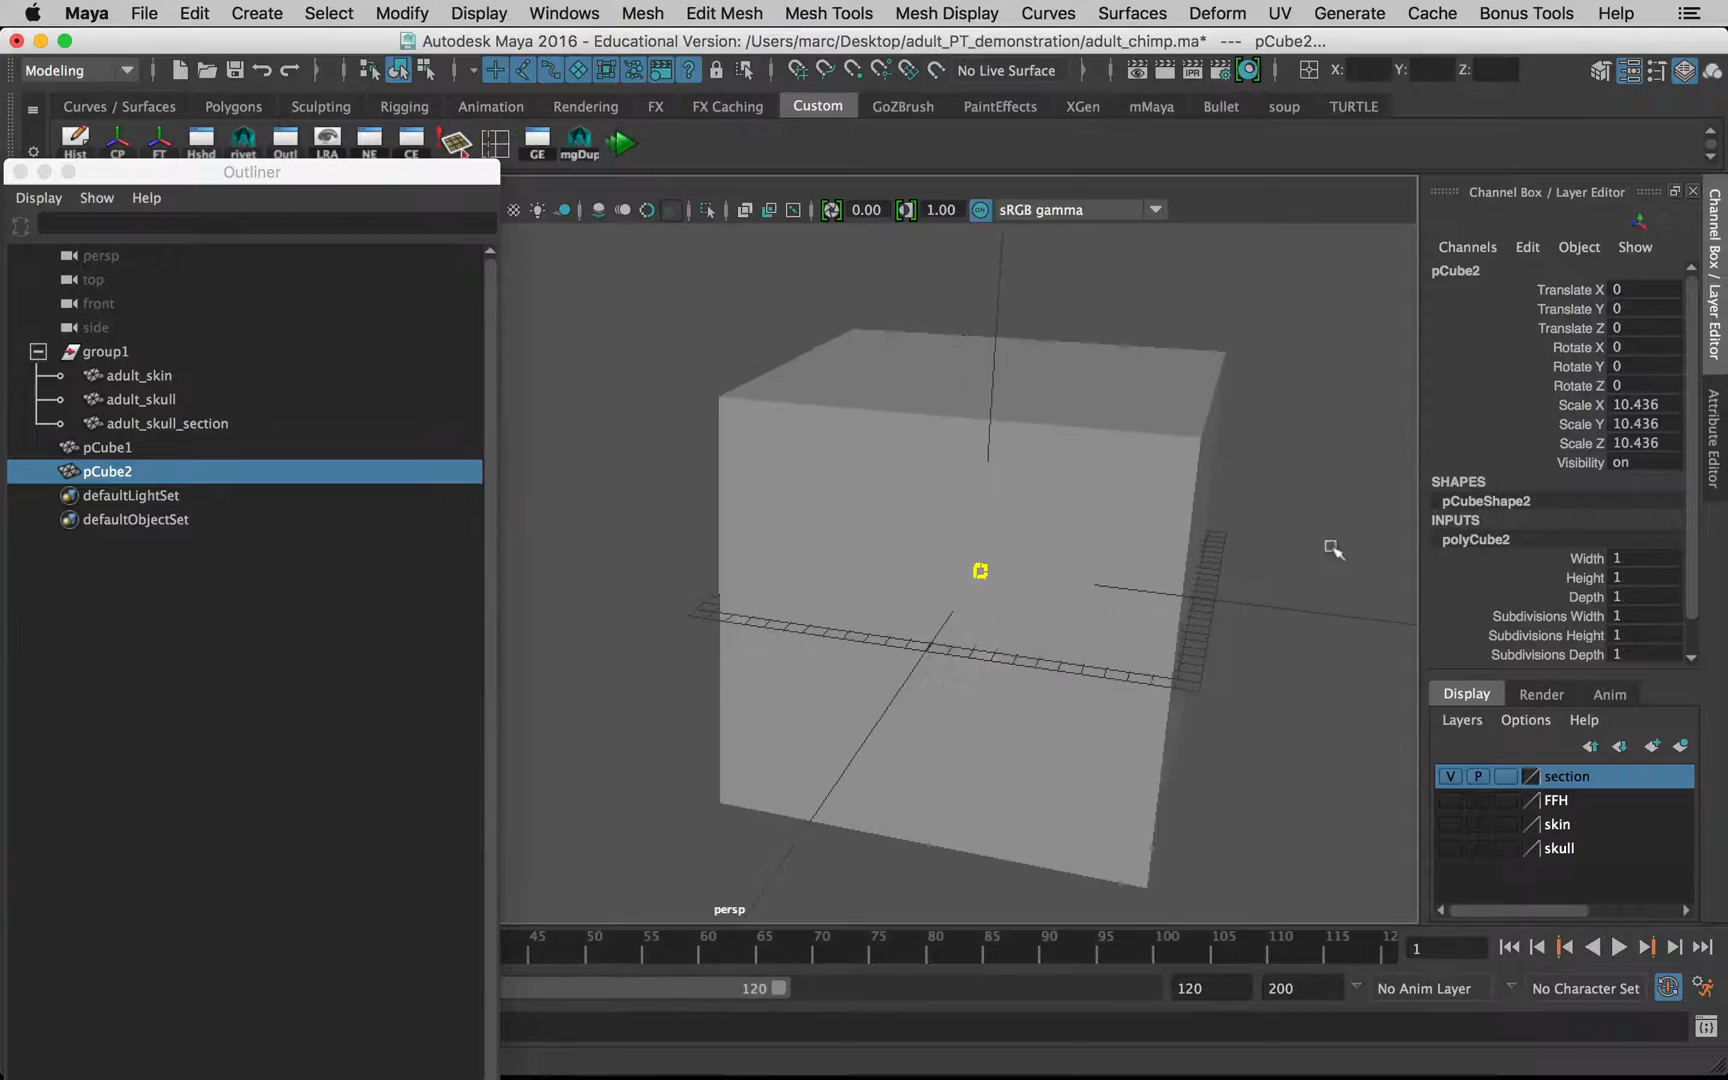 Maya File Edit Create Select Modify Display Windows Mesh Edit Mesh Mesh Tools Mesh Display Curves Surfaces Deform UV Generate Cache Bonus Tools Help
Autodesk Maya 2016 - Educational Version: /Users/marc/Desktop/adult_PT_demonstration/adult_chimp.ma* --- pCube2...
Modeling No Live Surface X: Y: Z:
Curves / Surfaces Polygons Sculpting Rigging Animation Rendering FX FX Caching Custom GoZBrush PaintEffects XGen mMaya Bullet soup TURTLE
Hist CP FT Hshd rivet Outl LRA NE CE GE mgDup
Outliner
Display Show Help
persp
top
front
side
group1
adult_skin
adult_skull
adult_skull_section
pCube1
pCube2
defaultLightSet
defaultObjectSet
0.00 1.00 ON sRGB gamma
persp
Channel Box / Layer Editor
Channels Edit Object Show
pCube2
Translate X 0
Translate Y 0
Translate Z 0
Rotate X 0
Rotate Y 0
Rotate Z 0
Scale X 10.436
Scale Y 10.436
Scale Z 10.436
Visibility on
SHAPES
pCubeShape2
INPUTS
polyCube2
Width 1
Height 1
Depth 1
Subdivisions Width 1
Subdivisions Height 1
Subdivisions Depth 1
Display Render Anim
Layers Options Help
V P section
FFH
skin
skull
Channel Box / Layer Editor
Attribute Editor
45 50 55 60 65 70 75 80 85 90 95 100 105 110 115 12
1
120 120 200 No Anim Layer No Character Set